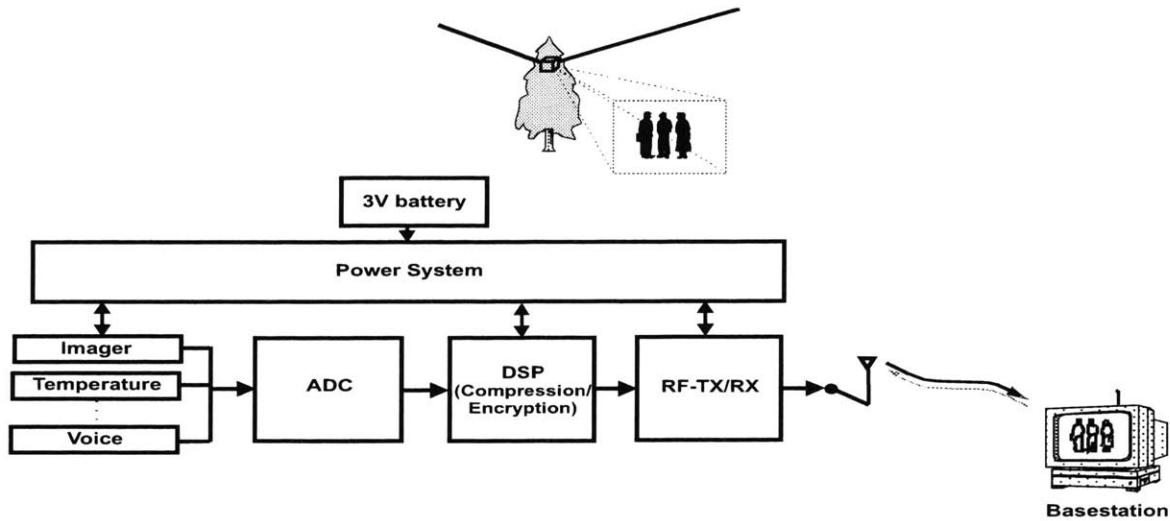 3V battery
Power System
Imager
Temperature
Voice
ADC
DSP
(Compression/
Encryption)
RF-TX/RX
Basestation